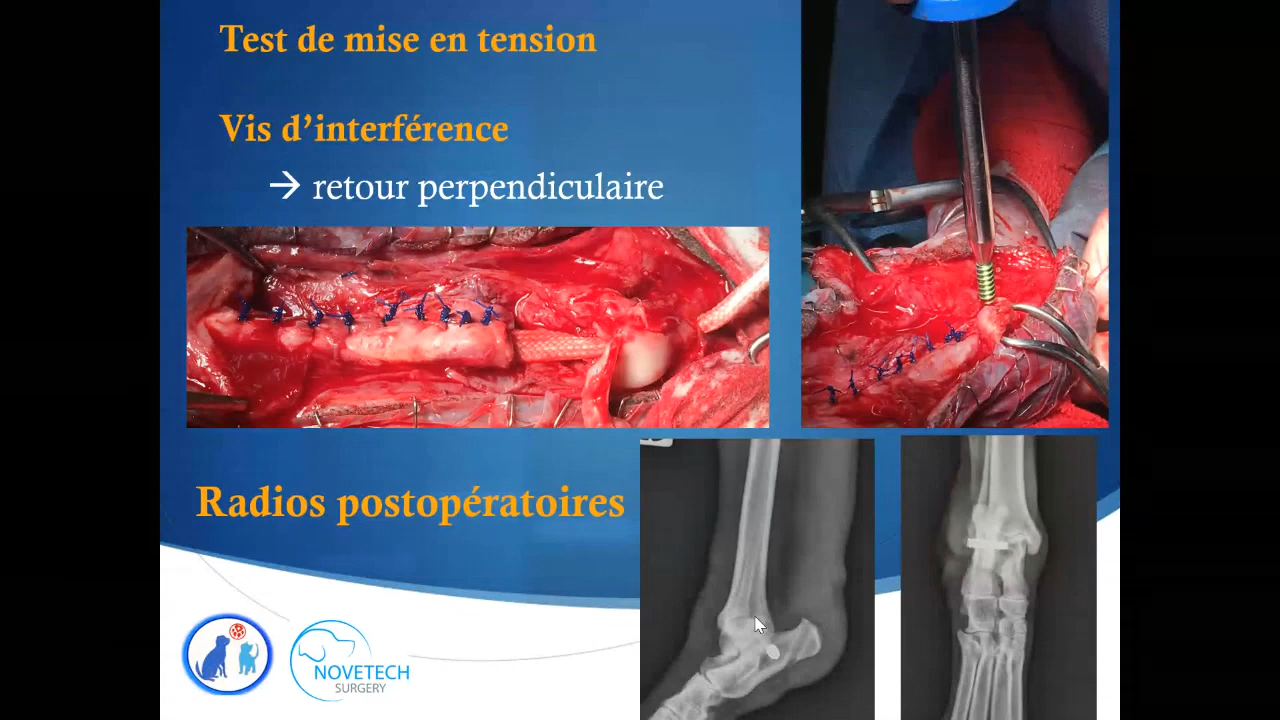 Test de mise en tension
Vis d’interférence
→ retour perpendiculaire
Radios postopératoires
NOVETECH
SURGERY